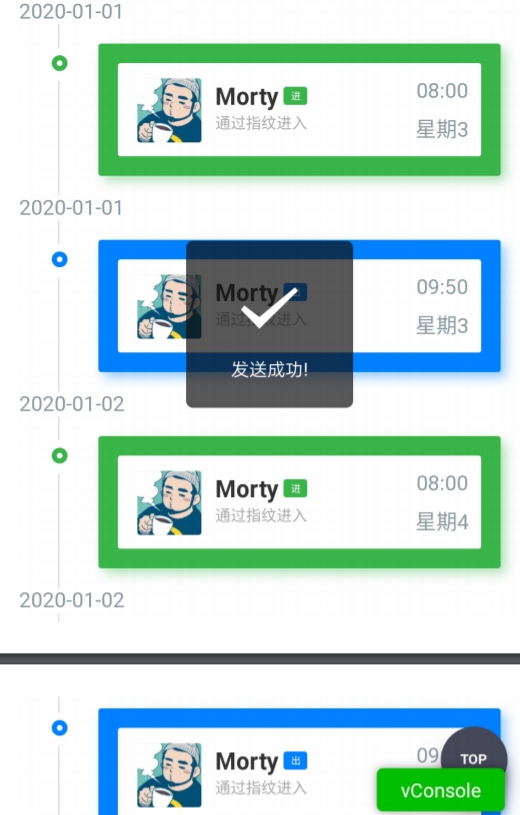 2020-01-01
Morty 进
08:00
通过指纹进入
星期3
2020-01-01
Morty 出
09:50
通过指纹进入
星期3
发送成功!
2020-01-02
Morty 进
08:00
通过指纹进入
星期4
2020-01-02
Morty 出
09
TOP
通过指纹进入
vConsole